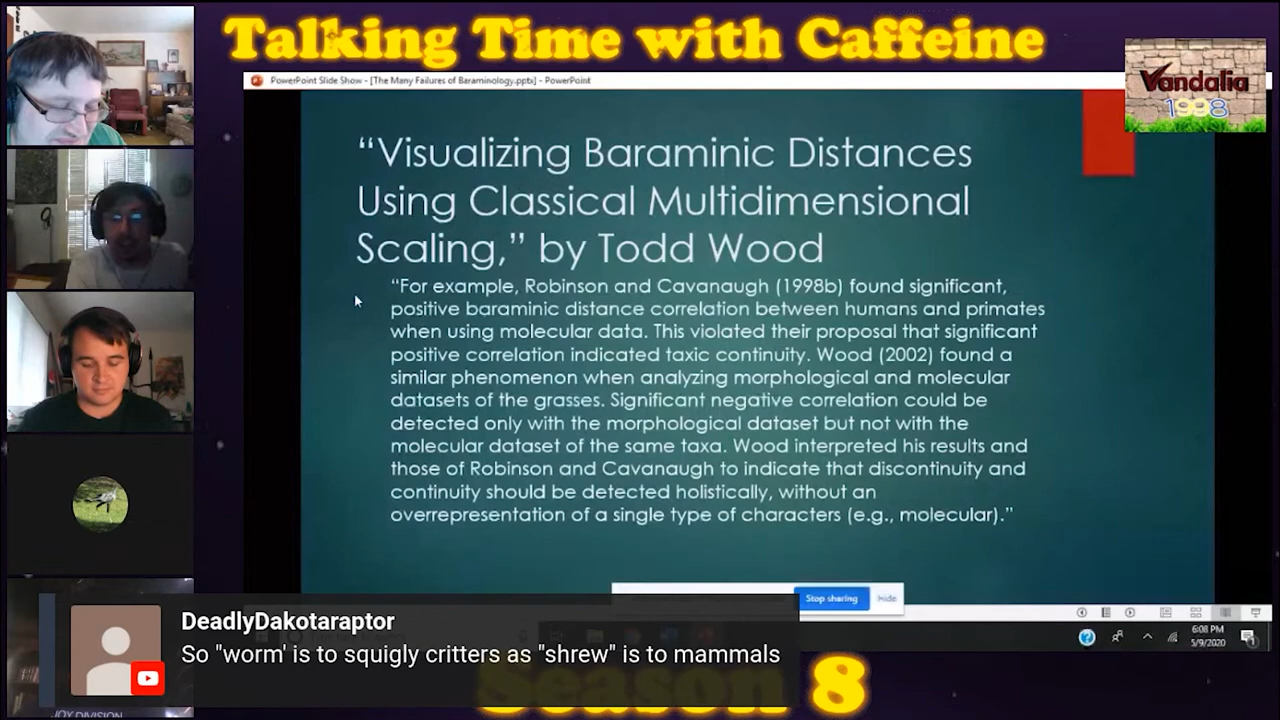 Talking Time with Caffeine
PowerPoint Slide Show - [The Many Failures of Baraminology.pptx] - PowerPoint
Vandalia
1998
“Visualizing Baraminic Distances
Using Classical Multidimensional
Scaling,” by Todd Wood
“For example, Robinson and Cavanaugh (1998b) found significant,
positive baraminic distance correlation between humans and primates
when using molecular data. This violated their proposal that significant
positive correlation indicated taxic continuity. Wood (2002) found a
similar phenomenon when analyzing morphological and molecular
datasets of the grasses. Significant negative correlation could be
detected only with the morphological dataset but not with the
molecular dataset of the same taxa. Wood interpreted his results and
those of Robinson and Cavanaugh to indicate that discontinuity and
continuity should be detected holistically, without an
overrepresentation of a single type of characters (e.g., molecular).”
Stop sharing
Hide
DeadlyDakotaraptor
So "worm' is to squigly critters as "shrew" is to mammals
6:08 PM
5/9/2020
Season 8
JOY DIVISION